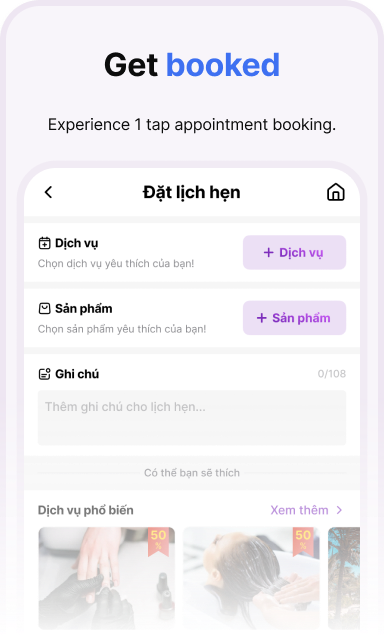 Get booked
Experience 1 tap appointment booking.
Đặt lịch hẹn
Dịch vụ
Chọn dịch vụ yêu thích của bạn!
+ Dịch vụ
Sản phẩm
Chọn sản phẩm yêu thích của bạn!
+ Sản phẩm
Ghi chú
0/108
Thêm ghi chú cho lịch hẹn...
Có thể bạn sẽ thích
Dịch vụ phổ biến
Xem thêm
50
%
50
%